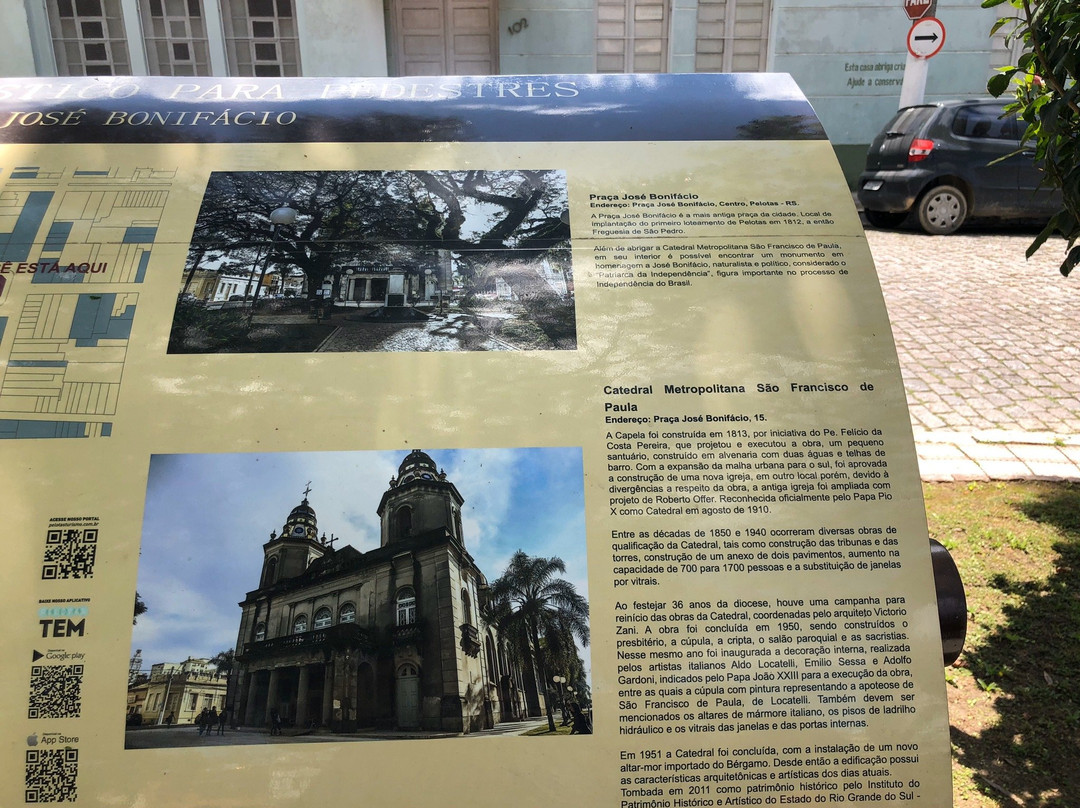 102
PARE
Esta casa abriga cria
Ajude a conserv
STICO PARA PEDESTRES
JOSÉ BONIFÁCIO
E ESTÁ AQUI
Praça José Bonifácio
Endereço: Praça José Bonifácio, Centro, Pelotas - RS.
A Praça José Bonifácio é a mais antiga praça da cidade. Local de
implantação do primeiro loteamento de Pelotas em 1812, a então
Freguesia de São Pedro.
Além de abrigar a Catedral Metropolitana São Francisco de Paula,
em seu interior é possível encontrar um monumento em
homenagem a José Bonifácio, naturalista e político, considerado o
"Patriarca da Independência", figura importante no processo de
Independência do Brasil.
Catedral Metropolitana São Francisco de
Paula
Endereço: Praça José Bonifácio, 15.
A Capela foi construída em 1813, por iniciativa do Pe. Felício da
Costa Pereira, que projetou e executou a obra, um pequeno
santuário, construído em alvenaria com duas águas e telhas de
barro. Com a expansão da malha urbana para o sul, foi aprovada
a construção de uma nova igreja, em outro local porém, devido à
divergências a respeito da obra, a antiga igreja foi ampliada com
projeto de Roberto Offer. Reconhecida oficialmente pelo Papa Pio
X como Catedral em agosto de 1910.
Entre as décadas de 1850 e 1940 ocorreram diversas obras de
qualificação da Catedral, tais como construção das tribunas e das
torres, construção de um anexo de dois pavimentos, aumento na
capacidade de 700 para 1700 pessoas e a substituição de janelas
por vitrais.
Ao festejar 36 anos da diocese, houve uma campanha para
reinício das obras da Catedral, coordenadas pelo arquiteto Victorio
Zani. A obra foi concluída em 1950, sendo construídos o
presbitério, a cúpula, a cripta, o salão paroquial e as sacristias.
Nesse mesmo ano foi inaugurada a decoração interna, realizada
pelos artistas italianos Aldo Locatelli, Emilio Sessa e Adolfo
Gardoni, indicados pelo Papa João XXIII para a execução da obra,
entre as quais a cúpula com pintura representando a apoteose de
São Francisco de Paula, de Locatelli. Também devem ser
mencionados os altares de mármore italiano, os pisos de ladrilho
hidráulico e os vitrais das janelas e das portas internas.
Em 1951 a Catedral foi concluída, com a instalação de um novo
altar-mor importado do Bérgamo. Desde então a edificação possui
as características arquitetônicas e artísticas dos dias atuais.
Tombada em 2011 como patrimônio histórico pelo Instituto do
Patrimônio Histórico e Artístico do Estado do Rio Grande do Sul -
ACESSE NOSSO PORTAL
pelotasturismo.com.br
BAIXE NOSSO APLICATIVO
TEM
Google play
App Store